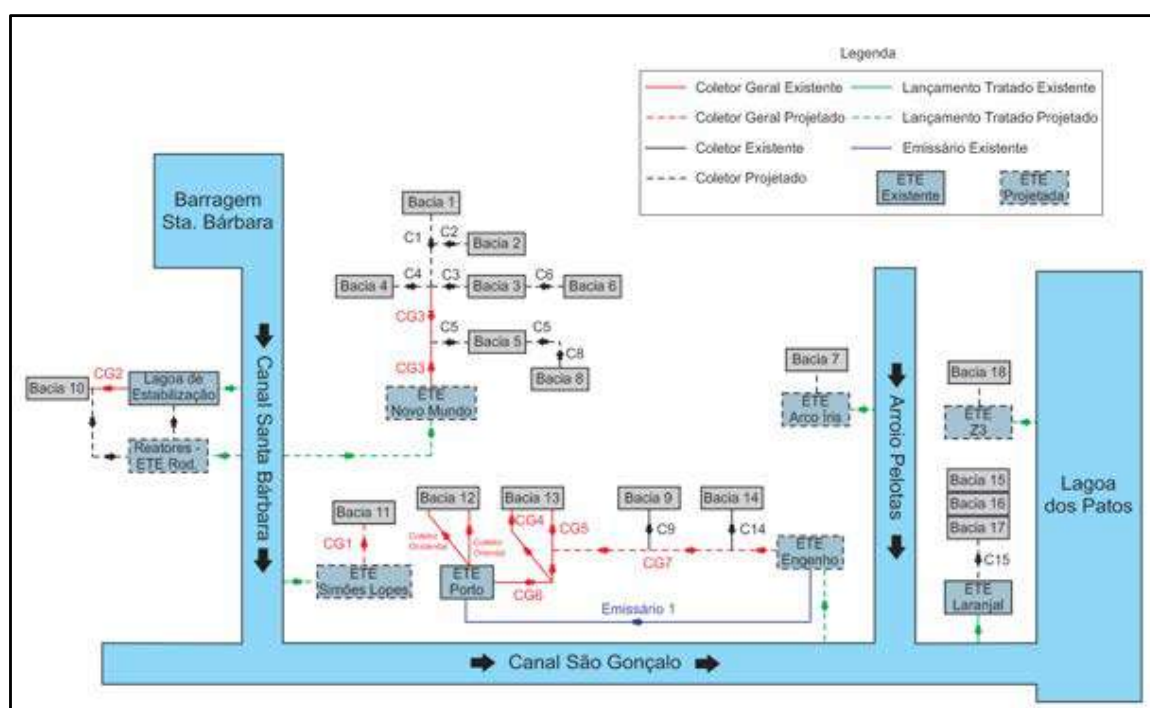 Legenda
Coletor Geral Existente
Lançamento Tratado Existente
Coletor Geral Projetado
Lançamento Tratado Projetado
Coletor Existente
Emissário Existente
Coletor Projetado
ETE
Existente
ETE
Projetada
Barragem
Sta. Bárbara
Canal Santa Bárbara
Bacia 1
C1
C2
Bacia 2
C4
C3
C6
Bacia 4
Bacia 3
Bacia 6
CG3
C5
Bacia 5
C5
C8
Bacia 8
CG3
ETE
Novo Mundo
CG2
Bacia 10
Lagoa de
Estabilização
Reatores -
ETE Rod.
Bacia 7
ETE
Arco Íris
Arroio Pelotas
Bacia 18
ETE
Z3
Lagoa
dos Patos
Bacia 15
Bacia 16
Bacia 17
C15
ETE
Laranjal
Bacia 11
CG1
ETE
Simões Lopes
Bacia 12
Coletor
Ocidental
Coletor
Oriental
ETE
Porto
Bacia 13
CG4
CG5
CG6
Bacia 9
C9
Bacia 14
C14
CG7
ETE
Engenho
Emissário 1
Canal São Gonçalo